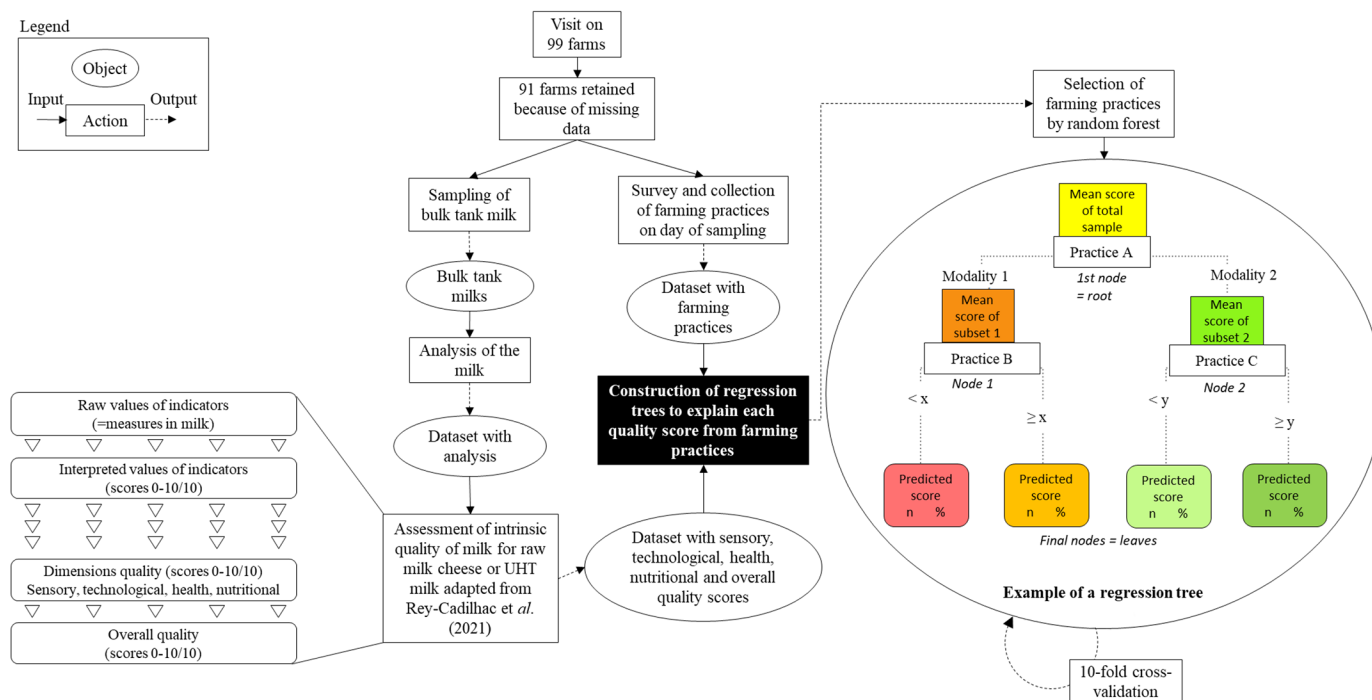 Legend
Object
Input
Output
Action
Visit on
99 farms
91 farms retained
because of missing
data
Sampling of
bulk tank milk
Bulk tank
milks
Analysis of the
milk
Dataset with
analysis
Survey and collection
of farming practices
on day of sampling
Dataset with
farming
practices
Construction of regression
trees to explain each
quality score from farming
practices
Raw values of indicators
(=measures in milk)
Interpreted values of indicators
(scores 0-10/10)
Dimensions quality (scores 0-10/10)
Sensory, technological, health, nutritional
Overall quality
(scores 0-10/10)
Assessment of intrinsic
quality of milk for raw
milk cheese or UHT
milk adapted from
Rey-Cadilhac et al.
(2021)
Dataset with sensory,
technological, health,
nutritional and overall
quality scores
Selection of
farming practices
by random forest
Mean score
of total
sample
Practice A
1st node
= root
Modality 1
Modality 2
Mean
score of
subset 1
Practice B
Node 1
Mean
score of
subset 2
Practice C
Node 2
< x
≥ x
< y
≥ y
Predicted
score
n %
Predicted
score
n %
Predicted
score
n %
Predicted
score
n %
Final nodes = leaves
Example of a regression tree
10-fold cross-
validation